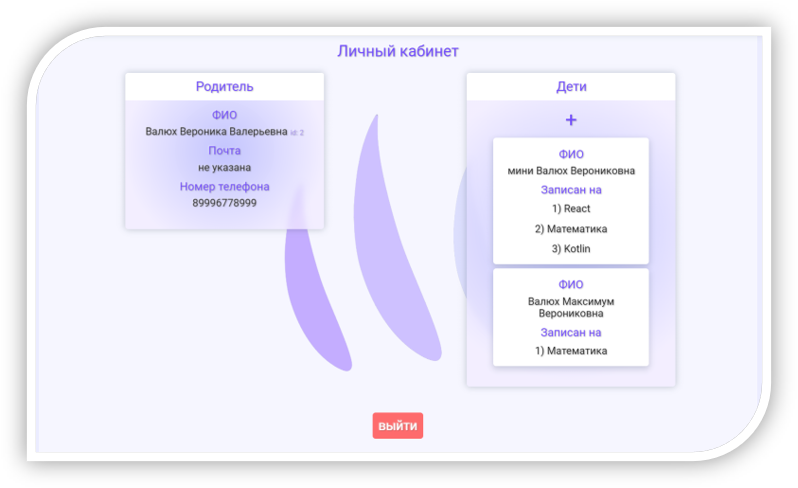 Личный кабинет
Родитель
ФИО
Валюх Вероника Валерьевна id: 2
Почта
не указана
Номер телефона
89996778999
Дети
+
ФИО
мини Валюх Верониковна
Записан на
1) React
2) Математика
3) Kotlin
ФИО
Валюх Максимум
Верониковна
Записан на
1) Математика
выйти